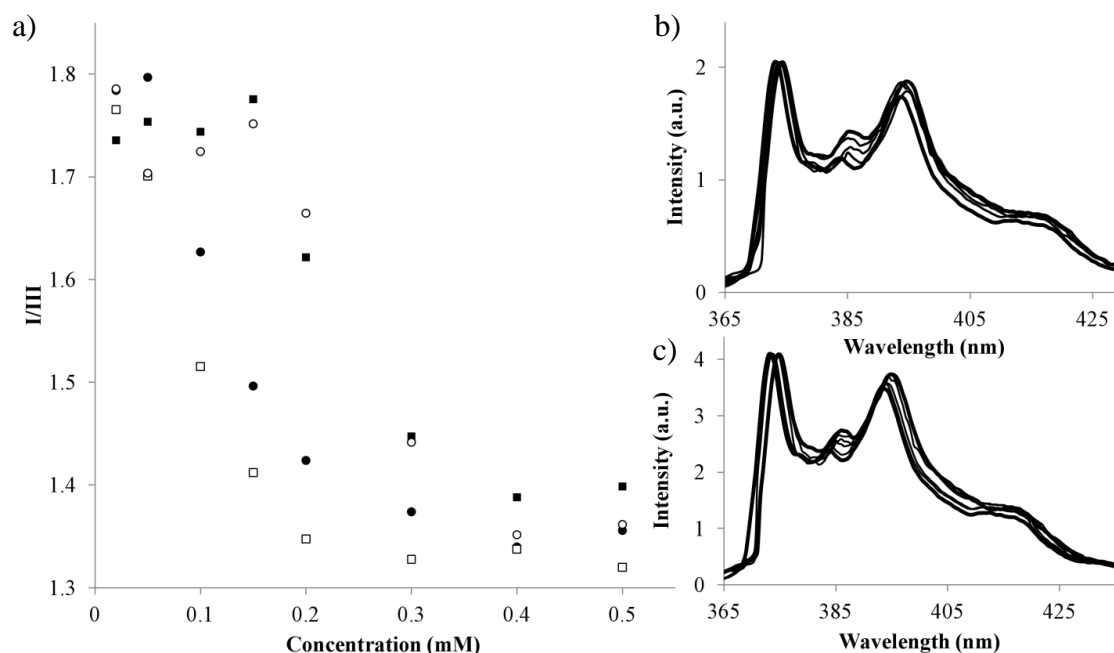 a)
I/III
1.8
1.7
1.6
1.5
1.4
1.3
0 0.1 0.2 0.3 0.4 0.5
Concentration (mM)
b)
Intensity (a.u.)
2
1
0
365 385 405 425
Wavelength (nm)
c)
Intensity (a.u.)
4
3
2
1
0
365 385 405 425
Wavelength (nm)